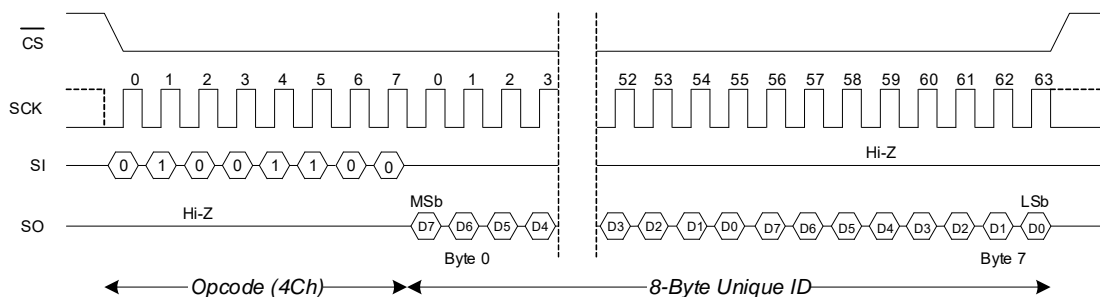 CS
0 1 2 3 4 5 6 7 0 1 2 3 52 53 54 55 56 57 58 59 60 61 62 63
SCK
Hi-Z
SI 0 1 0 0 1 1 0 0
Hi-Z MSb LSb
SO D7 D6 D5 D4 D3 D2 D1 D0 D7 D6 D5 D4 D3 D2 D1 D0
Byte 0 Byte 7
Opcode (4Ch) 8-Byte Unique ID